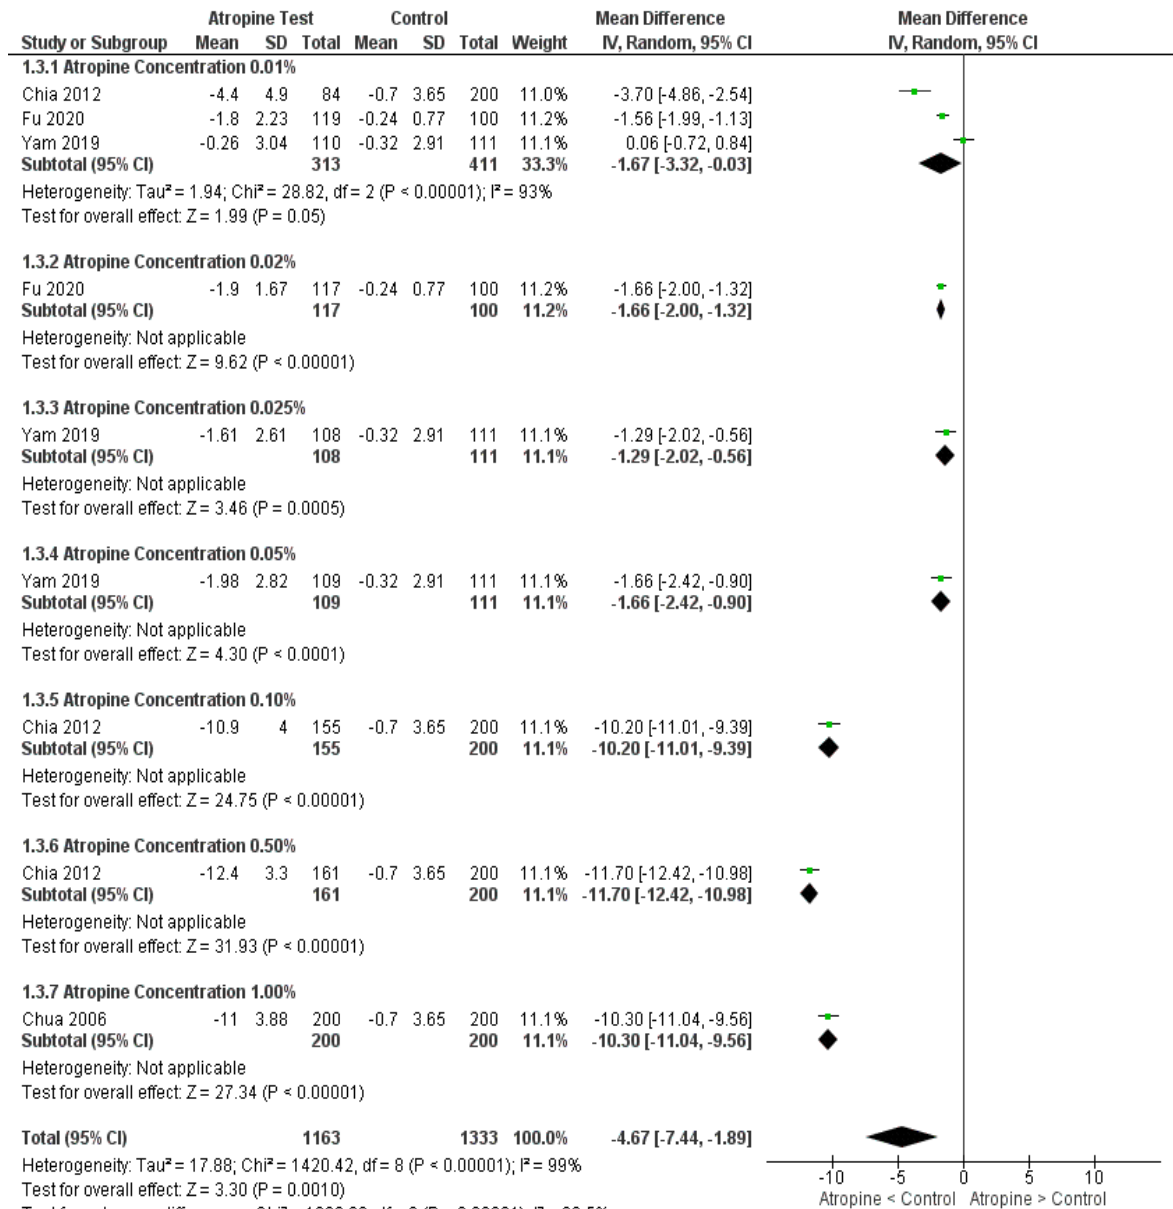 Atropine Test Control Mean Difference Mean Difference
Study or Subgroup Mean SD Total Mean SD Total Weight IV, Random, 95% CI IV, Random, 95% CI
1.3.1 Atropine Concentration 0.01%
Chia 2012 -4.4 4.9 84 -0.7 3.65 200 11.0% -3.70 [-4.86, -2.54]
Fu 2020 -1.8 2.23 119 -0.24 0.77 100 11.2% -1.56 [-1.99, -1.13]
Yam 2019 -0.26 3.04 110 -0.32 2.91 111 11.1% 0.06 [-0.72, 0.84]
Subtotal (95% CI) 313 411 33.3% -1.67 [-3.32, -0.03]
Heterogeneity: Tau² = 1.94; Chi² = 28.82, df = 2 (P < 0.00001); I² = 93%
Test for overall effect: Z = 1.99 (P = 0.05)
1.3.2 Atropine Concentration 0.02%
Fu 2020 -1.9 1.67 117 -0.24 0.77 100 11.2% -1.66 [-2.00, -1.32]
Subtotal (95% CI) 117 100 11.2% -1.66 [-2.00, -1.32]
Heterogeneity: Not applicable
Test for overall effect: Z = 9.62 (P < 0.00001)
1.3.3 Atropine Concentration 0.025%
Yam 2019 -1.61 2.61 108 -0.32 2.91 111 11.1% -1.29 [-2.02, -0.56]
Subtotal (95% CI) 108 111 11.1% -1.29 [-2.02, -0.56]
Heterogeneity: Not applicable
Test for overall effect: Z = 3.46 (P = 0.0005)
1.3.4 Atropine Concentration 0.05%
Yam 2019 -1.98 2.82 109 -0.32 2.91 111 11.1% -1.66 [-2.42, -0.90]
Subtotal (95% CI) 109 111 11.1% -1.66 [-2.42, -0.90]
Heterogeneity: Not applicable
Test for overall effect: Z = 4.30 (P < 0.0001)
1.3.5 Atropine Concentration 0.10%
Chia 2012 -10.9 4 155 -0.7 3.65 200 11.1% -10.20 [-11.01, -9.39]
Subtotal (95% CI) 155 200 11.1% -10.20 [-11.01, -9.39]
Heterogeneity: Not applicable
Test for overall effect: Z = 24.75 (P < 0.00001)
1.3.6 Atropine Concentration 0.50%
Chia 2012 -12.4 3.3 161 -0.7 3.65 200 11.1% -11.70 [-12.42, -10.98]
Subtotal (95% CI) 161 200 11.1% -11.70 [-12.42, -10.98]
Heterogeneity: Not applicable
Test for overall effect: Z = 31.93 (P < 0.00001)
1.3.7 Atropine Concentration 1.00%
Chua 2006 -11 3.88 200 -0.7 3.65 200 11.1% -10.30 [-11.04, -9.56]
Subtotal (95% CI) 200 200 11.1% -10.30 [-11.04, -9.56]
Heterogeneity: Not applicable
Test for overall effect: Z = 27.34 (P < 0.00001)
Total (95% CI) 1163 1333 100.0% -4.67 [-7.44, -1.89]
Heterogeneity: Tau² = 17.88; Chi² = 1420.42, df = 8 (P < 0.00001); I² = 99%
Test for overall effect: Z = 3.30 (P = 0.0010)
-10 -5 0 5 10
Atropine < Control Atropine > Control